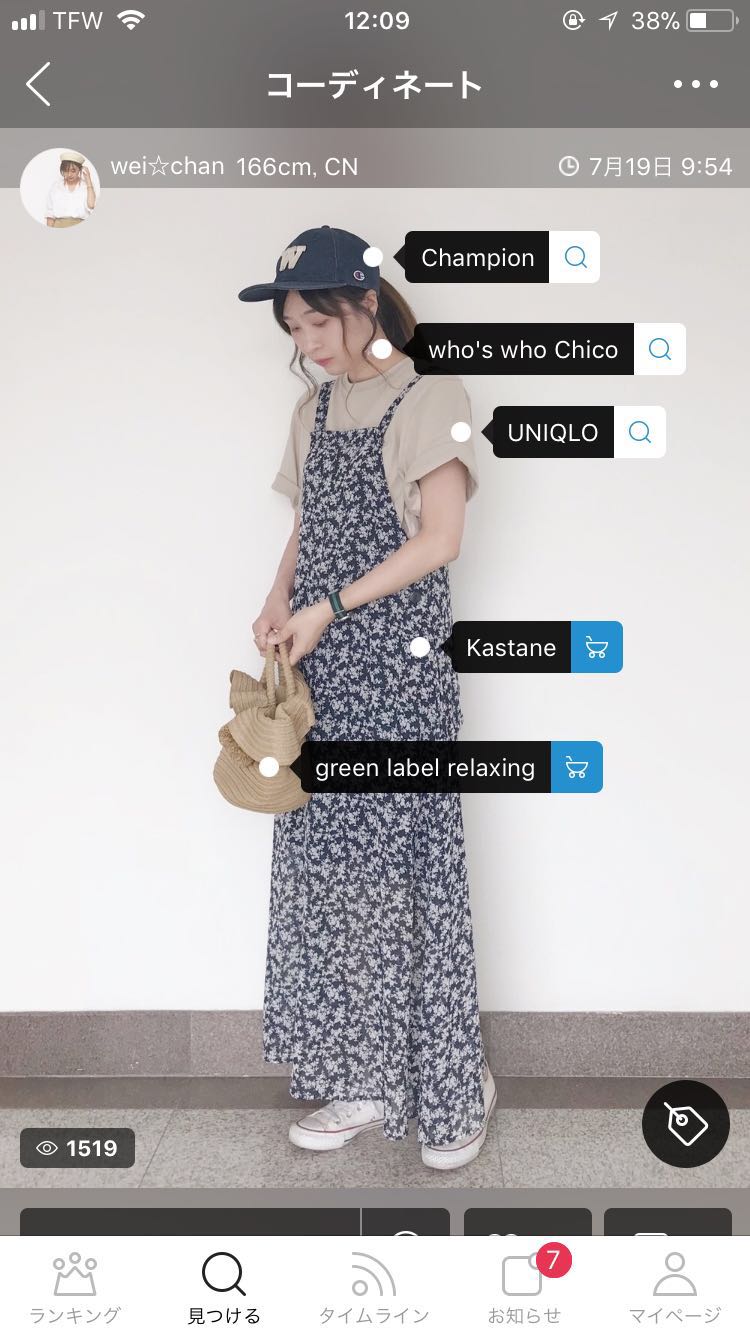 TFW 12:09 38%
コーディネート
wei☆chan 166cm, CN 7月19日 9:54
W
Champion
who's who Chico
UNIQLO
Kastane
green label relaxing
1519
7
ランキング 見つける タイムライン お知らせ マイページ